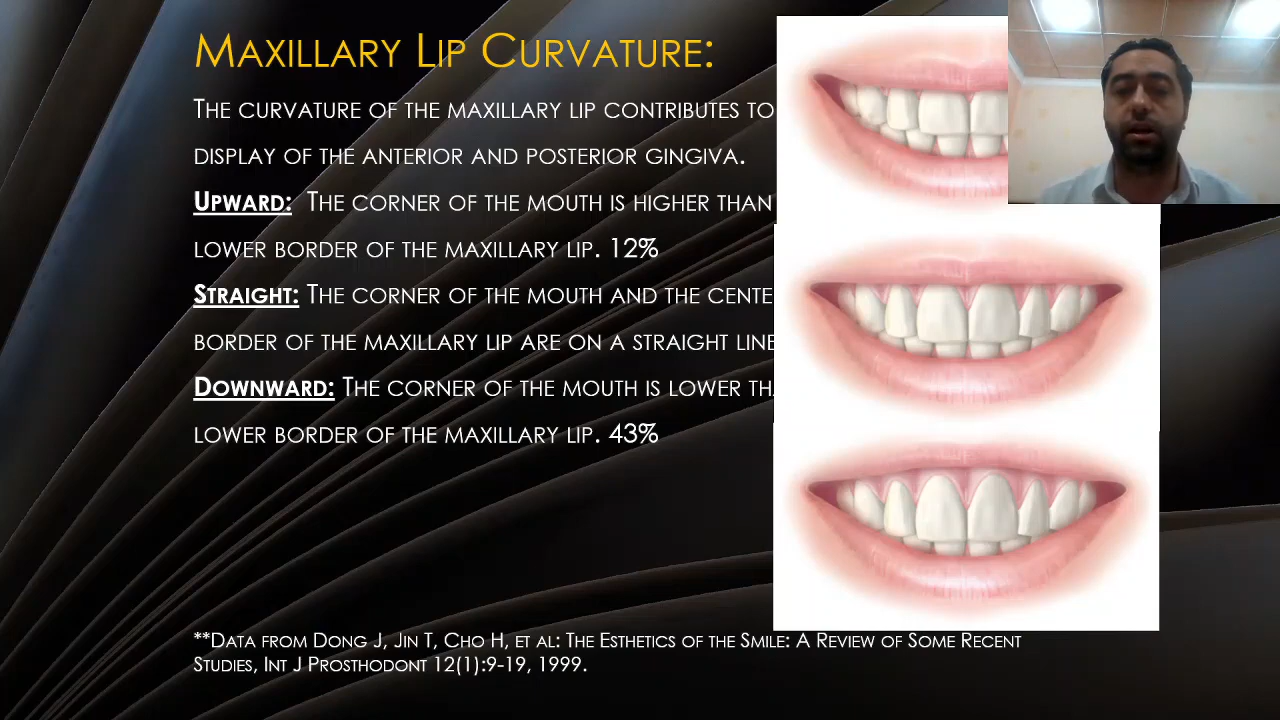 Maxillary Lip Curvature:
The curvature of the maxillary lip contributes to
display of the anterior and posterior gingiva.
Upward: The corner of the mouth is higher than
lower border of the maxillary lip. 12%
Straight: The corner of the mouth and the
border of the maxillary lip are on a straight line
Downward: The corner of the mouth is lower
lower border of the maxillary lip. 43%
**Data from Dong J, Jin T, Cho H, et al: The Esthetics of the Smile: A Review of Some Recent
Studies, Int J Prosthodont 12(1):9-19, 1999.